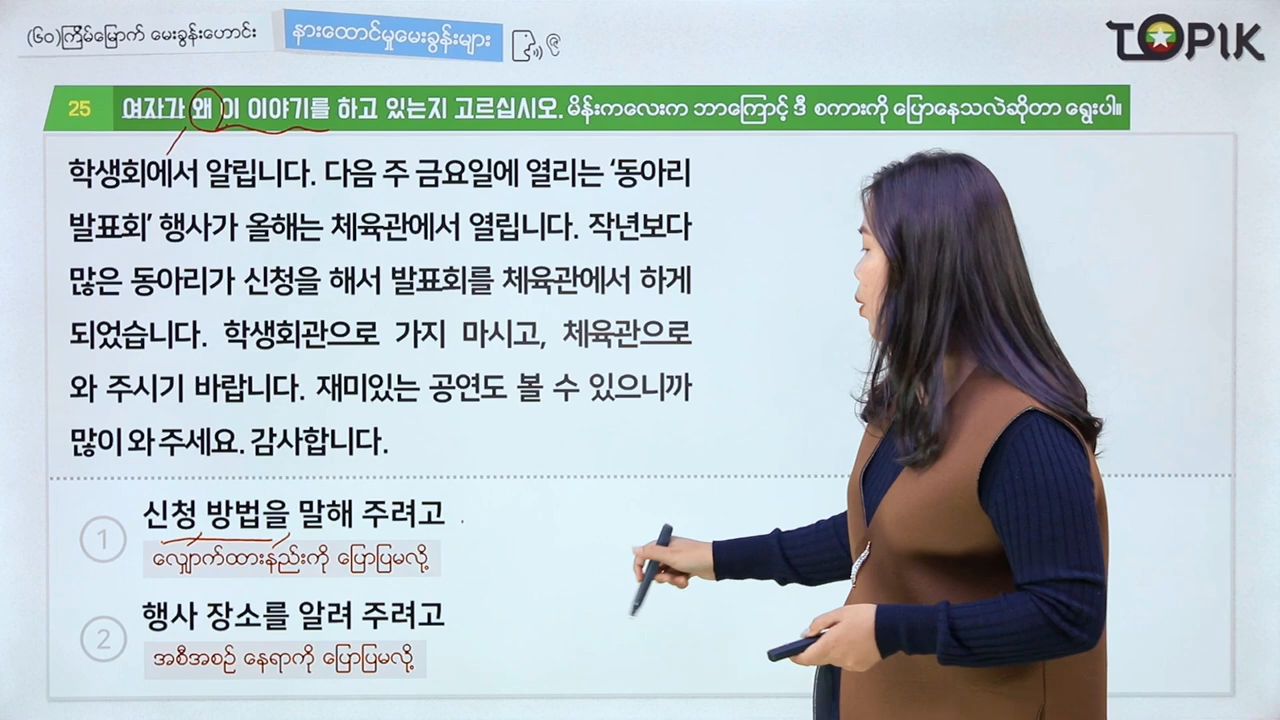 (၆၀)ကြိမ်မြောက် မေးခွန်းဟောင်း
နားထောင်မှုမေးခွန်းများ
TOPIK
25 여자가 왜 이 이야기를 하고 있는지 고르십시오. မိန်းကလေးက ဘာကြောင့် ဒီ စကားကို ပြောနေသလဲဆိုတာ ရွေးပါ။
학생회에서 알립니다. 다음 주 금요일에 열리는 ‘동아리
발표회’ 행사가 올해는 체육관에서 열립니다. 작년보다
많은 동아리가 신청을 해서 발표회를 체육관에서 하게
되었습니다. 학생회관으로 가지 마시고, 체육관으로
와 주시기 바랍니다. 재미있는 공연도 볼 수 있으니까
많이 와 주세요. 감사합니다.
1 신청 방법을 말해 주려고
လျှောက်ထားနည်းကို ပြောပြမလို့
2 행사 장소를 알려 주려고
အစီအစဉ် နေရာကို ပြောပြမလို့